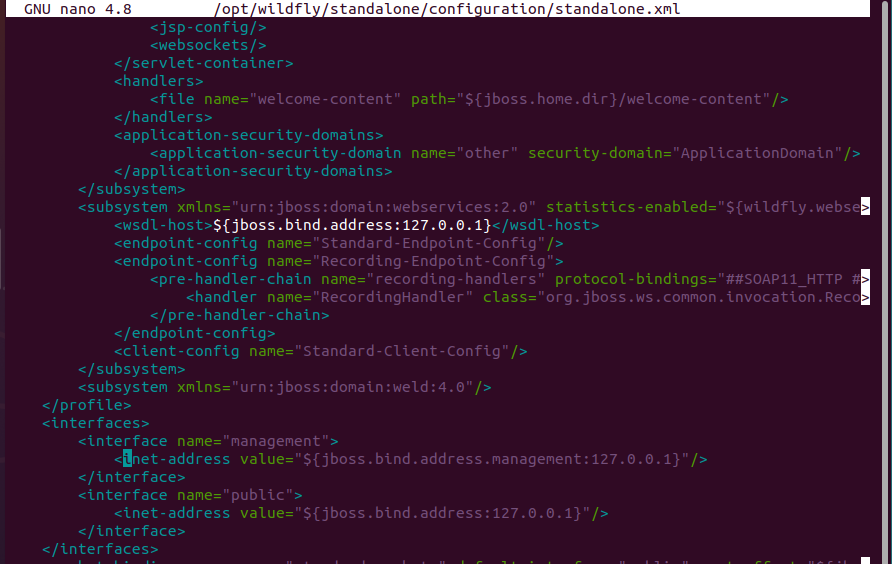 GNU nano 4.8 /opt/wildfly/standalone/configuration/standalone.xml
<jsp-config/>
<websockets/>
</servlet-container>
<handlers>
<file name="welcome-content" path="${jboss.home.dir}/welcome-content"/>
</handlers>
<application-security-domains>
<application-security-domain name="other" security-domain="ApplicationDomain"/>
</application-security-domains>
</subsystem>
<subsystem xmlns="urn:jboss:domain:webservices:2.0" statistics-enabled="${wildfly.webse>
<wsdl-host>${jboss.bind.address:127.0.0.1}</wsdl-host>
<endpoint-config name="Standard-Endpoint-Config"/>
<endpoint-config name="Recording-Endpoint-Config">
<pre-handler-chain name="recording-handlers" protocol-bindings="##SOAP11_HTTP #>
<handler name="RecordingHandler" class="org.jboss.ws.common.invocation.Reco>
</pre-handler-chain>
</endpoint-config>
<client-config name="Standard-Client-Config"/>
</subsystem>
<subsystem xmlns="urn:jboss:domain:weld:4.0"/>
</profile>
<interfaces>
<interface name="management">
<inet-address value="${jboss.bind.address.management:127.0.0.1}"/>
</interface>
<interface name="public">
<inet-address value="${jboss.bind.address:127.0.0.1}"/>
</interface>
</interfaces>